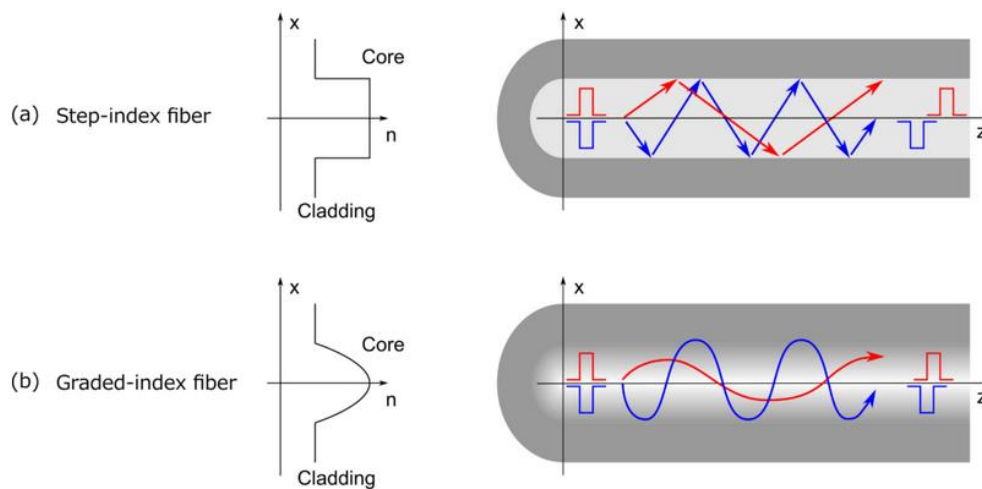 x
Core
(a) Step-index fiber
n
Cladding
x
z
x
Core
(b) Graded-index fiber
n
Cladding
x
z